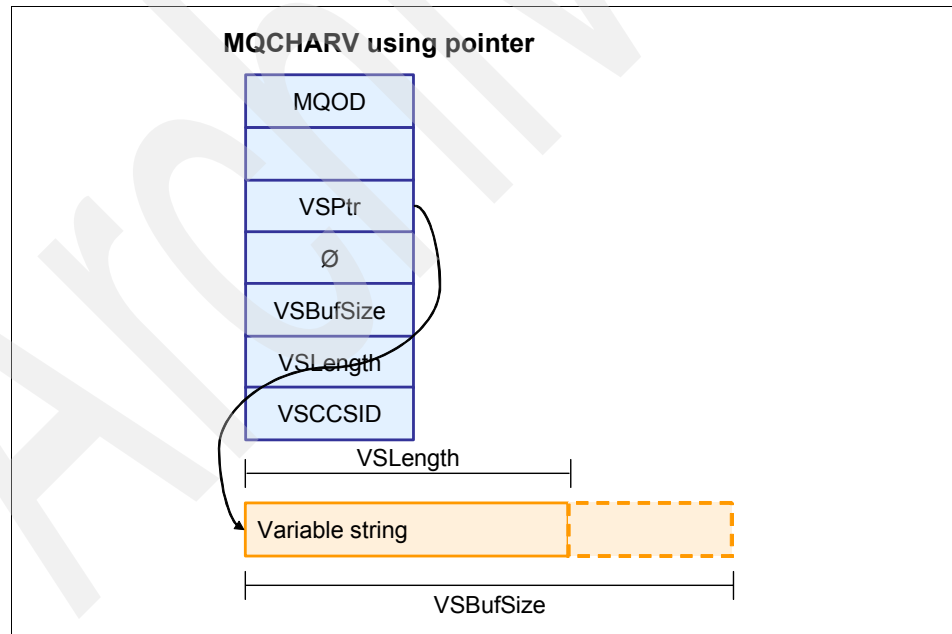 MQCHARV using pointer
MQOD
VSPtr
Ø
VSBufSize
VSLength
VSCCSID
VSLength
Variable string
VSBufSize